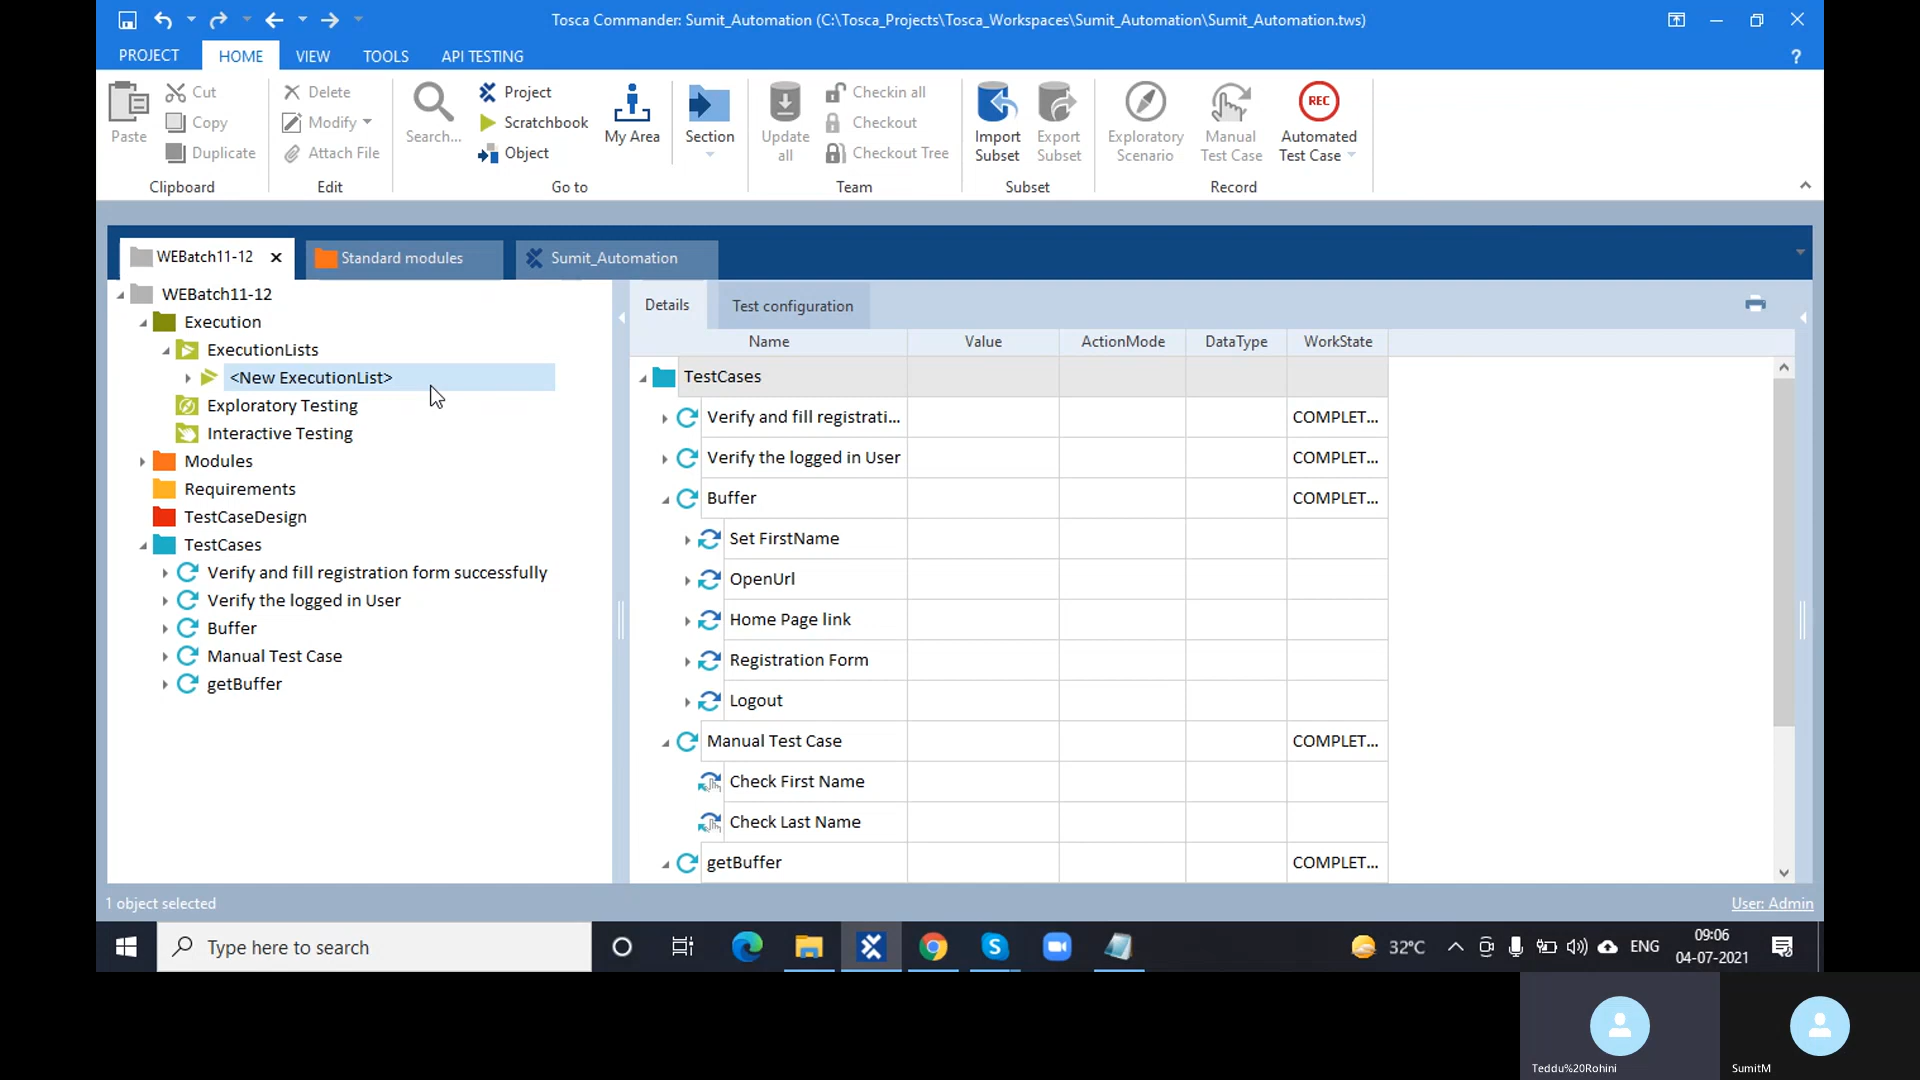 Tosca Commander: Sumit_Automation (C:\Tosca_Projects\Tosca_Workspaces\Sumit_Automation\Sumit_Automation.tws)
PROJECT HOME VIEW TOOLS API TESTING ?
Paste
Cut
Copy
Duplicate
Clipboard
Delete
Modify
Attach File
Edit
Search...
Project
Scratchbook
Object
My Area
Section
Go to
Update all
Checkin all
Checkout
Checkout Tree
Team
Import Subset
Export Subset
Subset
Exploratory Scenario
Manual Test Case
REC
Automated Test Case
Record
WEBatch11-12 Standard modules Sumit_Automation
WEBatch11-12
Execution
ExecutionLists
<New ExecutionList>
Exploratory Testing
Interactive Testing
Modules
Requirements
TestCaseDesign
TestCases
Verify and fill registration form successfully
Verify the logged in User
Buffer
Manual Test Case
getBuffer
Details Test configuration
Name Value ActionMode DataType WorkState
TestCases
Verify and fill registrati... COMPLET...
Verify the logged in User COMPLET...
Buffer COMPLET...
Set FirstName
OpenUrl
Home Page link
Registration Form
Logout
Manual Test Case COMPLET...
Check First Name
Check Last Name
getBuffer COMPLET...
1 object selected User: Admin
Type here to search
S
32°C
ENG
09:06
04-07-2021
Teddu%20Rohini
SumitM